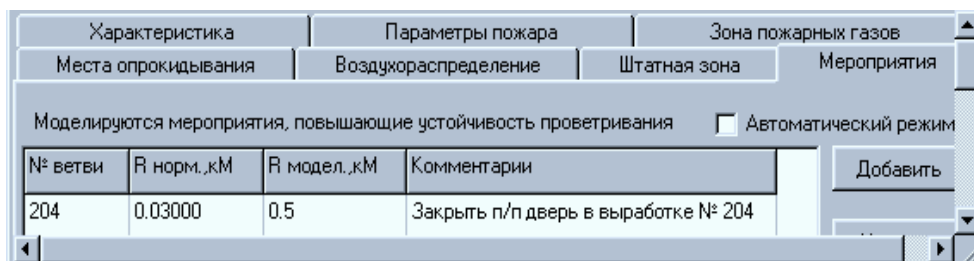 Характеристика Параметры пожара Зона пожарных газов
Места опрокидывания Воздухораспределение Штатная зона Мероприятия
Моделируются мероприятия, повышающие устойчивость проветривания Автоматический режим
№ ветви R норм.,кМ R модел.,кМ Комментарии Добавить
204 0.03000 0.5 Закрыть п/п дверь в выработке № 204